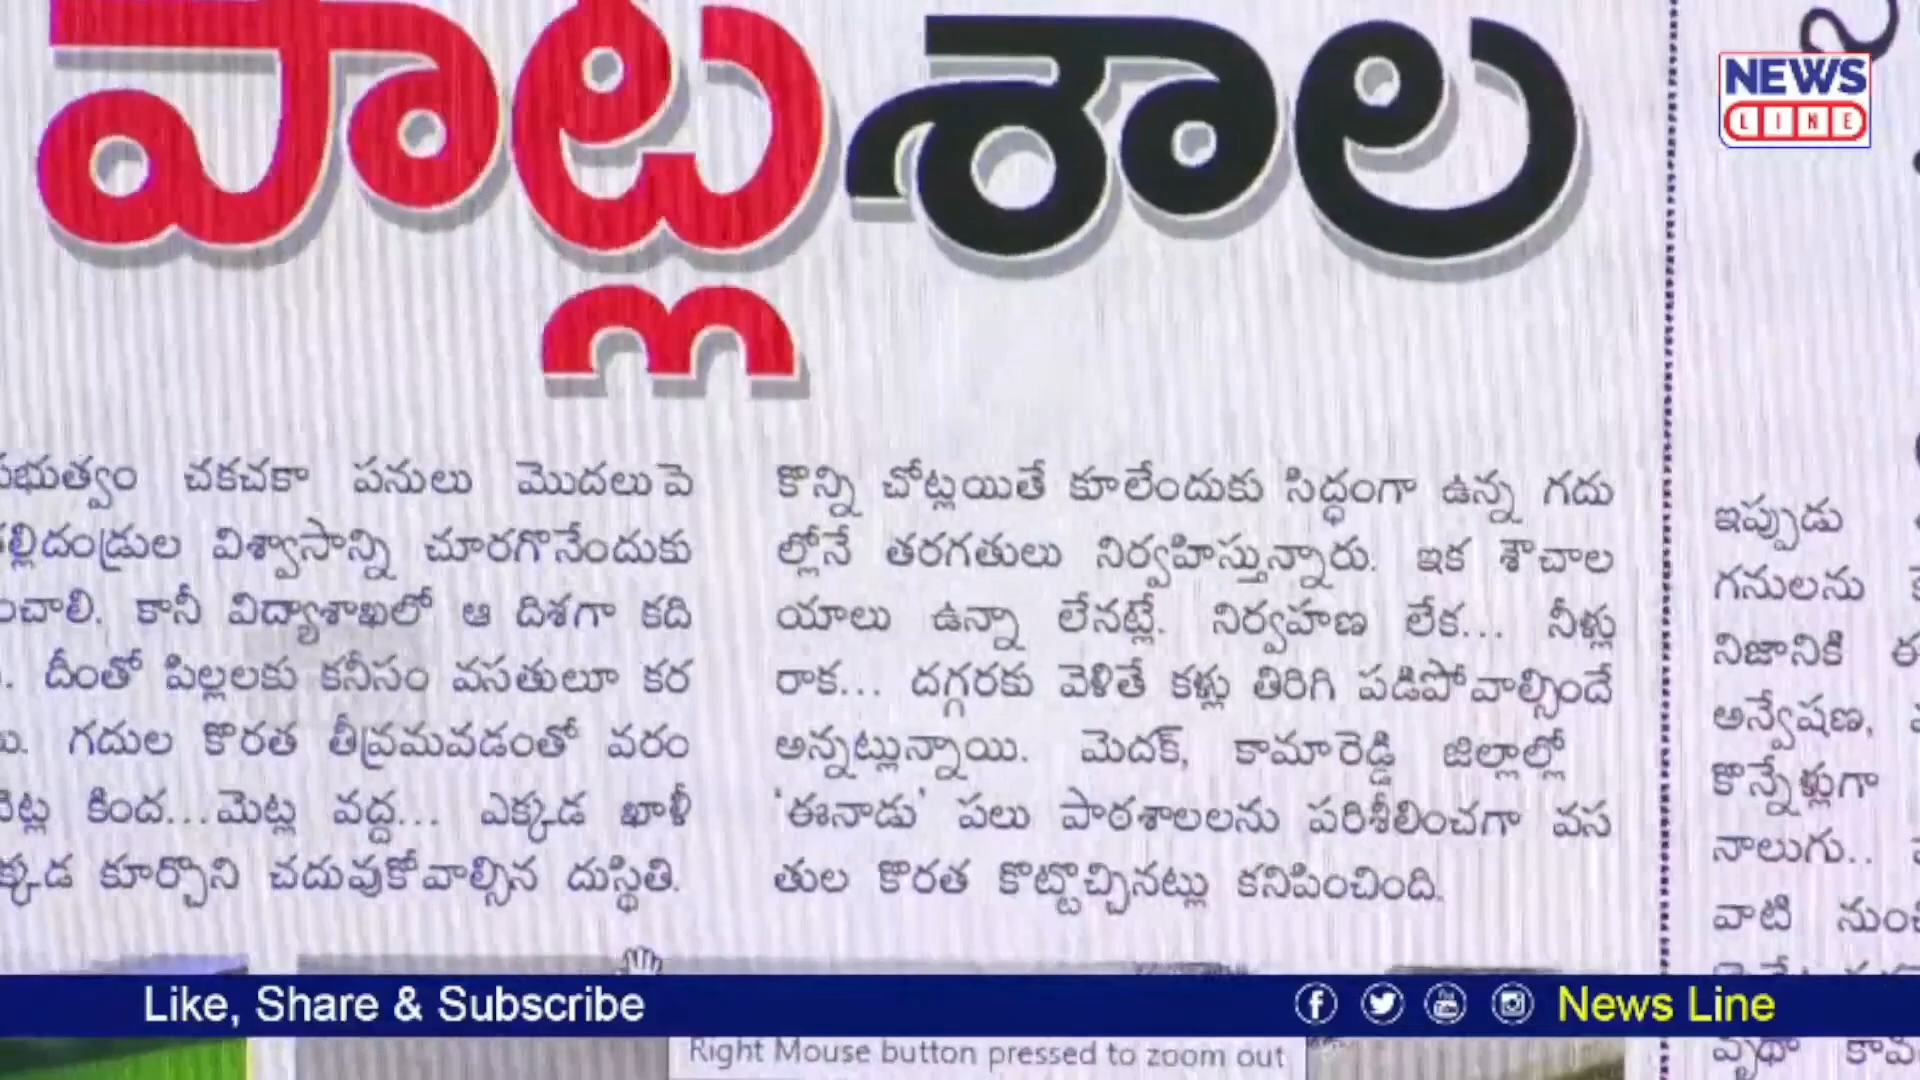 వాట్లశాల
NEWS
LINE
చకచకా పనులు మొదలువె
విశ్వాసాన్ని చూరగొనేందుకు
కానీ విద్యాశాఖలో ఆ దిశగా కది
దీంతో పిల్లలకు కనీసం వసతులూ కర
గదుల కొరత తీవ్రమవడంతో వరం
కింద...మెట్ల వద్ద... ఎక్కడ ఖాళీ
కూర్చొని చదువుకోవాల్సిన దుస్థితి.
కొన్ని చోట్లయితే కూలేందుకు సిద్ధంగా ఉన్న గదు
ల్లోనే తరగతులు నిర్వహిస్తున్నారు. ఇక శౌచాల
యాలు ఉన్నా లేనట్లే. నిర్వహణ లేక... నీళ్లు
రాక... దగ్గరకు వెళితే కళ్లు తిరిగి పడిపోవాల్సిందే
అన్నట్లున్నాయి. మెదక్, కామారెడ్డి జిల్లాల్లో
'ఈనాడు' పలు పాఠశాలలను పరిశీలించగా వస
తుల కొరత కొట్టొచ్చినట్లు కనిపించింది.
ఇప్పుడు
గనులను
నిజానికి
అన్వేషణ,
కొన్నేళ్లుగా
నాలుగు..
వాటి
వృథా
Like, Share & Subscribe
News Line
Right Mouse button pressed to zoom out